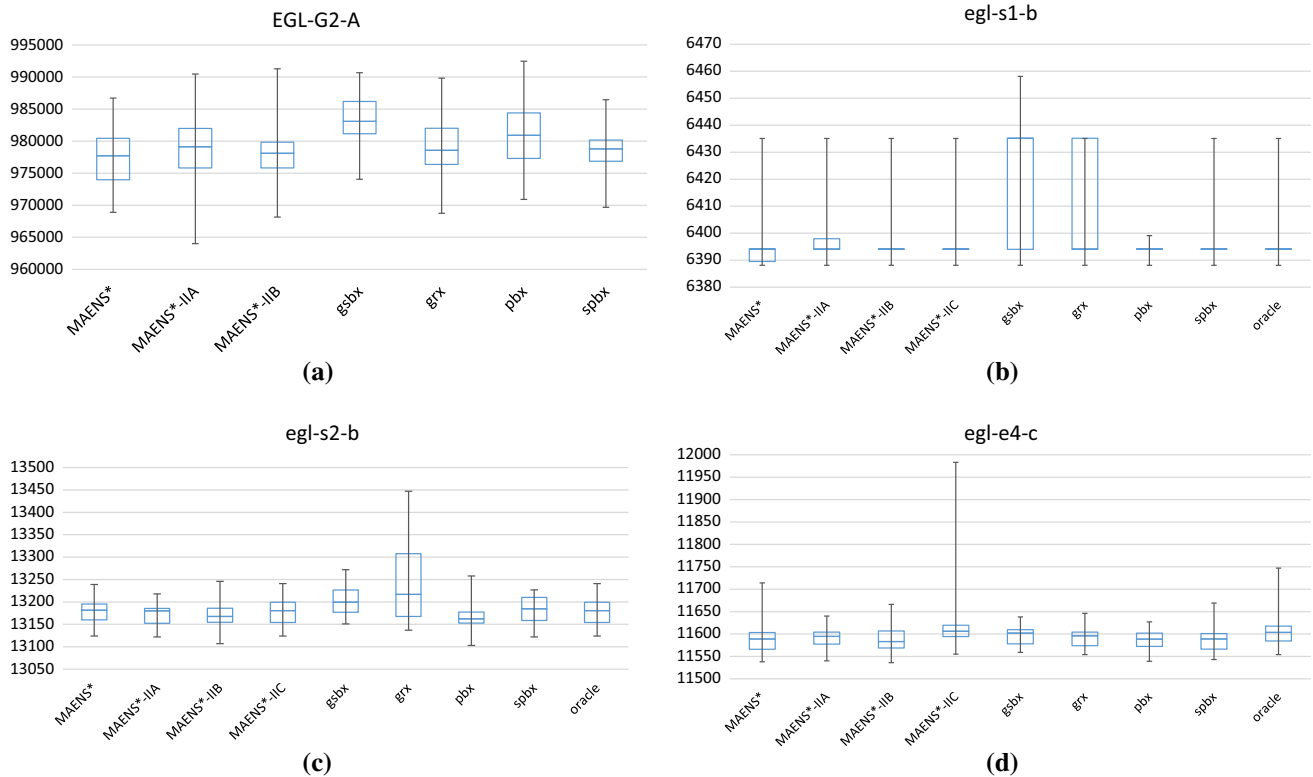 EGL-G2-A
995000
990000
985000
980000
975000
970000
965000
960000
MAENS*
MAENS*-IIA
MAENS*-IIB
gsbx
grx
pbx
spbx
(a)
egl-s1-b
6470
6460
6450
6440
6430
6420
6410
6400
6390
6380
MAENS*
MAENS*-IIA
MAENS*-IIB
MAENS*-IIC
gsbx
grx
pbx
spbx
oracle
(b)
egl-s2-b
13500
13450
13400
13300
13300
13250
13200
13150
13100
13050
MAENS*
MAENS*-IIA
MAENS*-IIB
MAENS*-IIC
gsbx
grx
pbx
spbx
oracle
(c)
egl-e4-c
12000
11950
11900
11850
11800
11750
11700
11650
11600
11550
11500
MAENS*
MAENS*-IIA
MAENS*-IIB
MAENS*-IIC
gsbx
grx
pbx
spbx
oracle
(d)